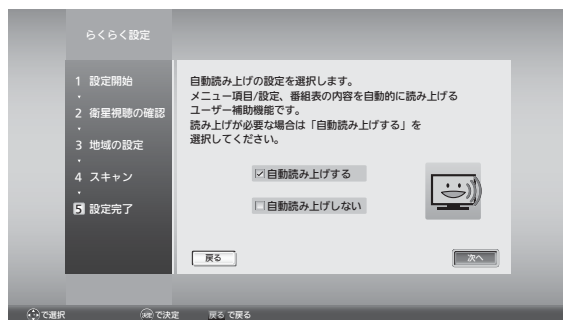 らくらく設定
1 設定開始
2 衛星視聴の確認
3 地域の設定
4 スキャン
5 設定完了
自動読み上げの設定を選択します。
メニュー項目/設定、番組表の内容を自動的に読み上げる
ユーザー補助機能です。
読み上げが必要な場合は「自動読み上げする」を
選択してください。
自動読み上げする
自動読み上げしない
戻る
次へ
で選択 決定 で決定 戻る で戻る